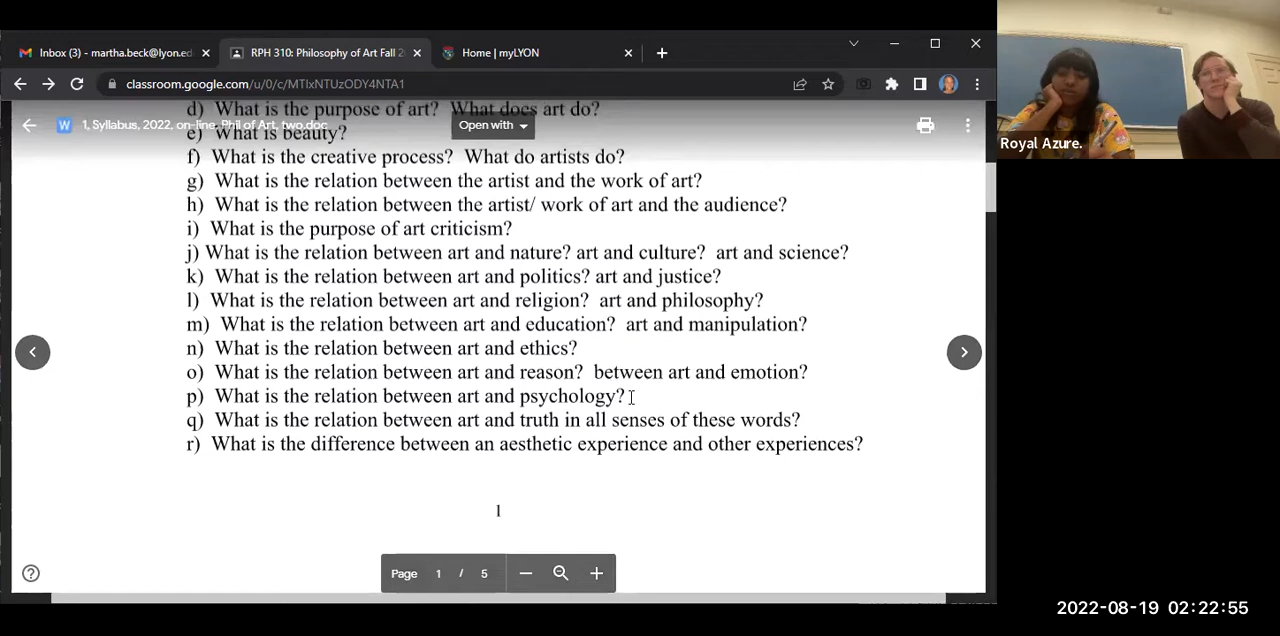 Inbox (3) - martha.beck@lyon.ed
RPH 310: Philosophy of Art Fall 2
Home | myLYON
classroom.google.com/u/0/c/MTIxNTUzODY4NTA1
d) What is the purpose of art? What does art do?
1, Syllabus, 2022, on-line, Phil of Art, two.doc
Open with
e) What is beauty?
f) What is the creative process? What do artists do?
g) What is the relation between the artist and the work of art?
h) What is the relation between the artist/ work of art and the audience?
i) What is the purpose of art criticism?
j) What is the relation between art and nature? art and culture? art and science?
k) What is the relation between art and politics? art and justice?
l) What is the relation between art and religion? art and philosophy?
m) What is the relation between art and education? art and manipulation?
n) What is the relation between art and ethics?
o) What is the relation between art and reason? between art and emotion?
p) What is the relation between art and psychology?
q) What is the relation between art and truth in all senses of these words?
r) What is the difference between an aesthetic experience and other experiences?
1
Page 1 / 5
Royal Azure.
2022-08-19 02:22:55